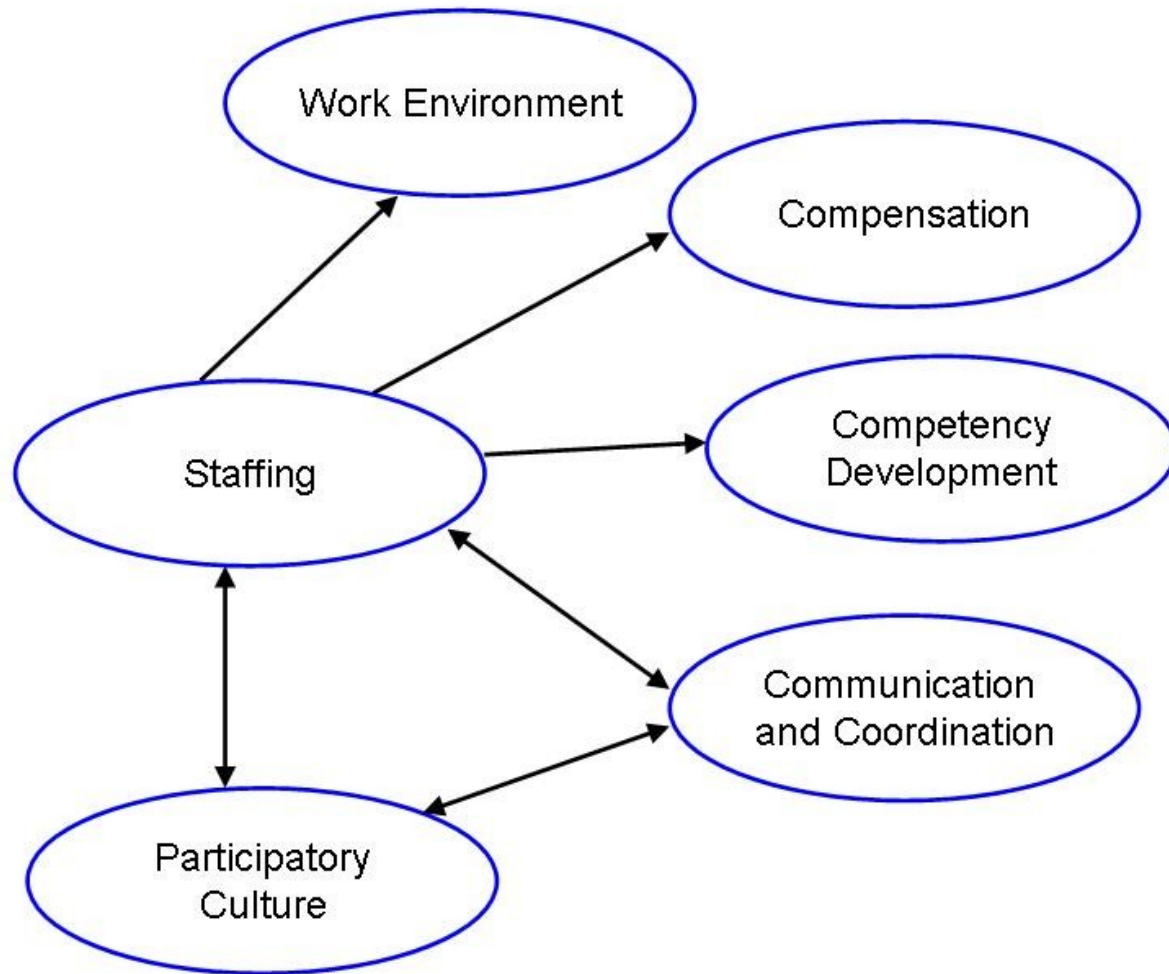 Work Environment
Compensation
Competency
Development
Staffing
Communication
and Coordination
Participatory
Culture